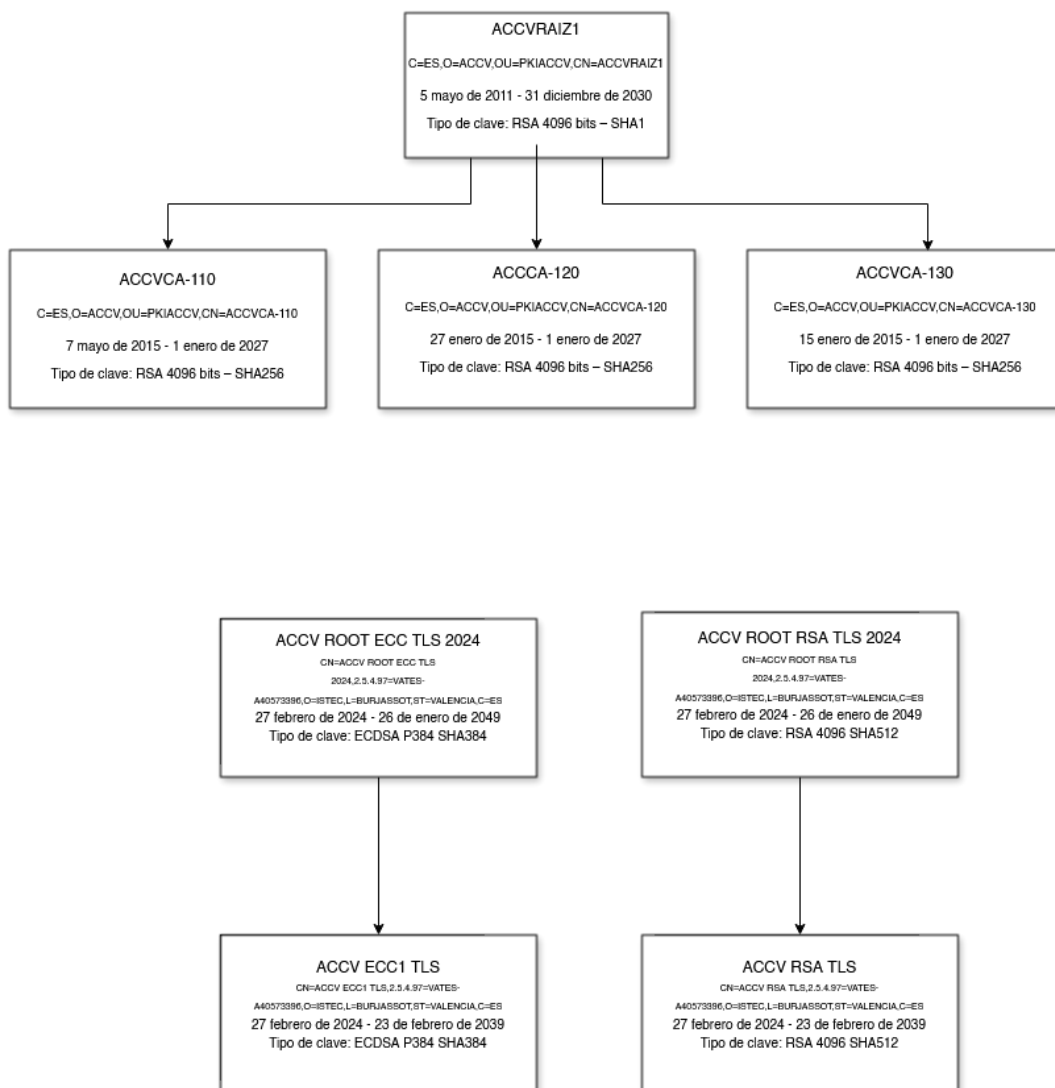 ACCVRAIZ1
C=ES,O=ACCV,OU=PKIACCV,CN=ACCVRAIZ1
5 mayo de 2011 - 31 diciembre de 2030
Tipo de clave: RSA 4096 bits – SHA1
ACCVCA-110
C=ES,O=ACCV,OU=PKIACCV,CN=ACCVCA-110
7 mayo de 2015 - 1 enero de 2027
Tipo de clave: RSA 4096 bits – SHA256
ACCCA-120
C=ES,O=ACCV,OU=PKIACCV,CN=ACCVCA-120
27 enero de 2015 - 1 enero de 2027
Tipo de clave: RSA 4096 bits – SHA256
ACCVCA-130
C=ES,O=ACCV,OU=PKIACCV,CN=ACCVCA-130
15 enero de 2015 - 1 enero de 2027
Tipo de clave: RSA 4096 bits – SHA256
ACCV ROOT ECC TLS 2024
CN=ACCV ROOT ECC TLS
2024,2.5.4.97=VATES-
A40573396,O=ISTEC,L=BURJASSOT,ST=VALENCIA,C=ES
27 febrero de 2024 - 26 de enero de 2049
Tipo de clave: ECDSA P384 SHA384
ACCV ROOT RSA TLS 2024
CN=ACCV ROOT RSA TLS
2024,2.5.4.97=VATES-
A40573396,O=ISTEC,L=BURJASSOT,ST=VALENCIA,C=ES
27 febrero de 2024 - 26 de enero de 2049
Tipo de clave: RSA 4096 SHA512
ACCV ECC1 TLS
CN=ACCV ECC1 TLS,2.5.4.97=VATES-
A40573396,O=ISTEC,L=BURJASSOT,ST=VALENCIA,C=ES
27 febrero de 2024 - 23 de febrero de 2039
Tipo de clave: ECDSA P384 SHA384
ACCV RSA TLS
CN=ACCV RSA TLS,2.5.4.97=VATES-
A40573396,O=ISTEC,L=BURJASSOT,ST=VALENCIA,C=ES
27 febrero de 2024 - 23 de febrero de 2039
Tipo de clave: RSA 4096 SHA512